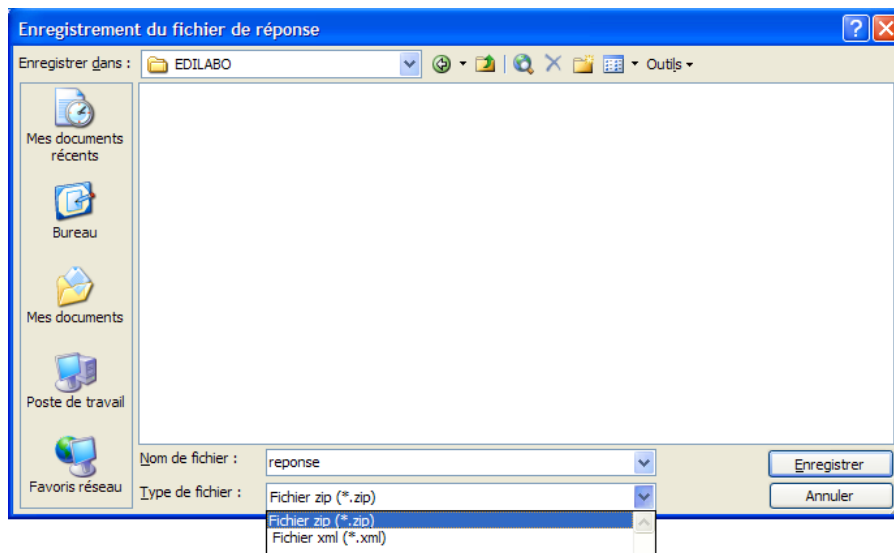 Enregistrement du fichier de réponse
?
Enregistrer dans :
EDILABO
Outils
Mes documents
récents
Bureau
Mes documents
Poste de travail
Favoris réseau
Nom de fichier :
reponse
Enregistrer
Type de fichier :
Fichier zip (*.zip)
Annuler
Fichier zip (*.zip)
Fichier xml (*.xml)